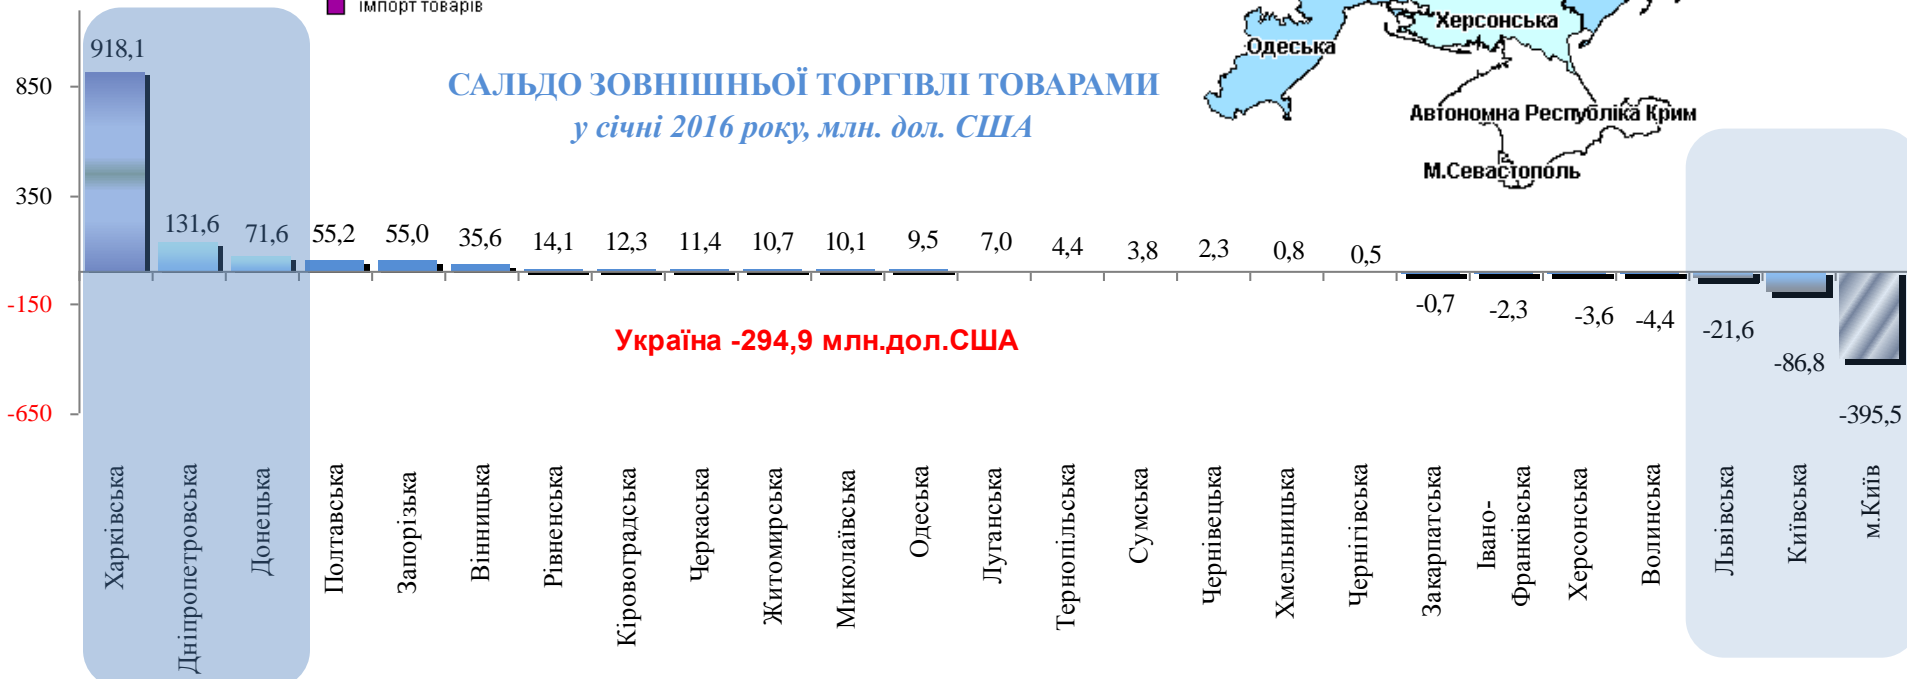 імпорт товарів
Херсонська
Одеська
Автономна Республіка Крим
М.Севастополь
САЛЬДО ЗОВНІШНЬОЇ ТОРГІВЛІ ТОВАРАМИ
у січні 2016 року, млн. дол. США
850
350
-150
-650
918,1
131,6
71,6
55,2
55,0
35,6
14,1
12,3
11,4
10,7
10,1
9,5
7,0
4,4
3,8
2,3
0,8
0,5
-0,7
-2,3
-3,6
-4,4
-21,6
-86,8
-395,5
Україна -294,9 млн.дол.США
Харківська
Дніпропетровська
Донецька
Полтавська
Запорізька
Вінницька
Рівненська
Кіровоградська
Черкаська
Житомирська
Миколаївська
Одеська
Луганська
Тернопільська
Сумська
Чернівецька
Хмельницька
Чернігівська
Закарпатська
Івано-
Франківська
Херсонська
Волинська
Львівська
Київська
м.Київ